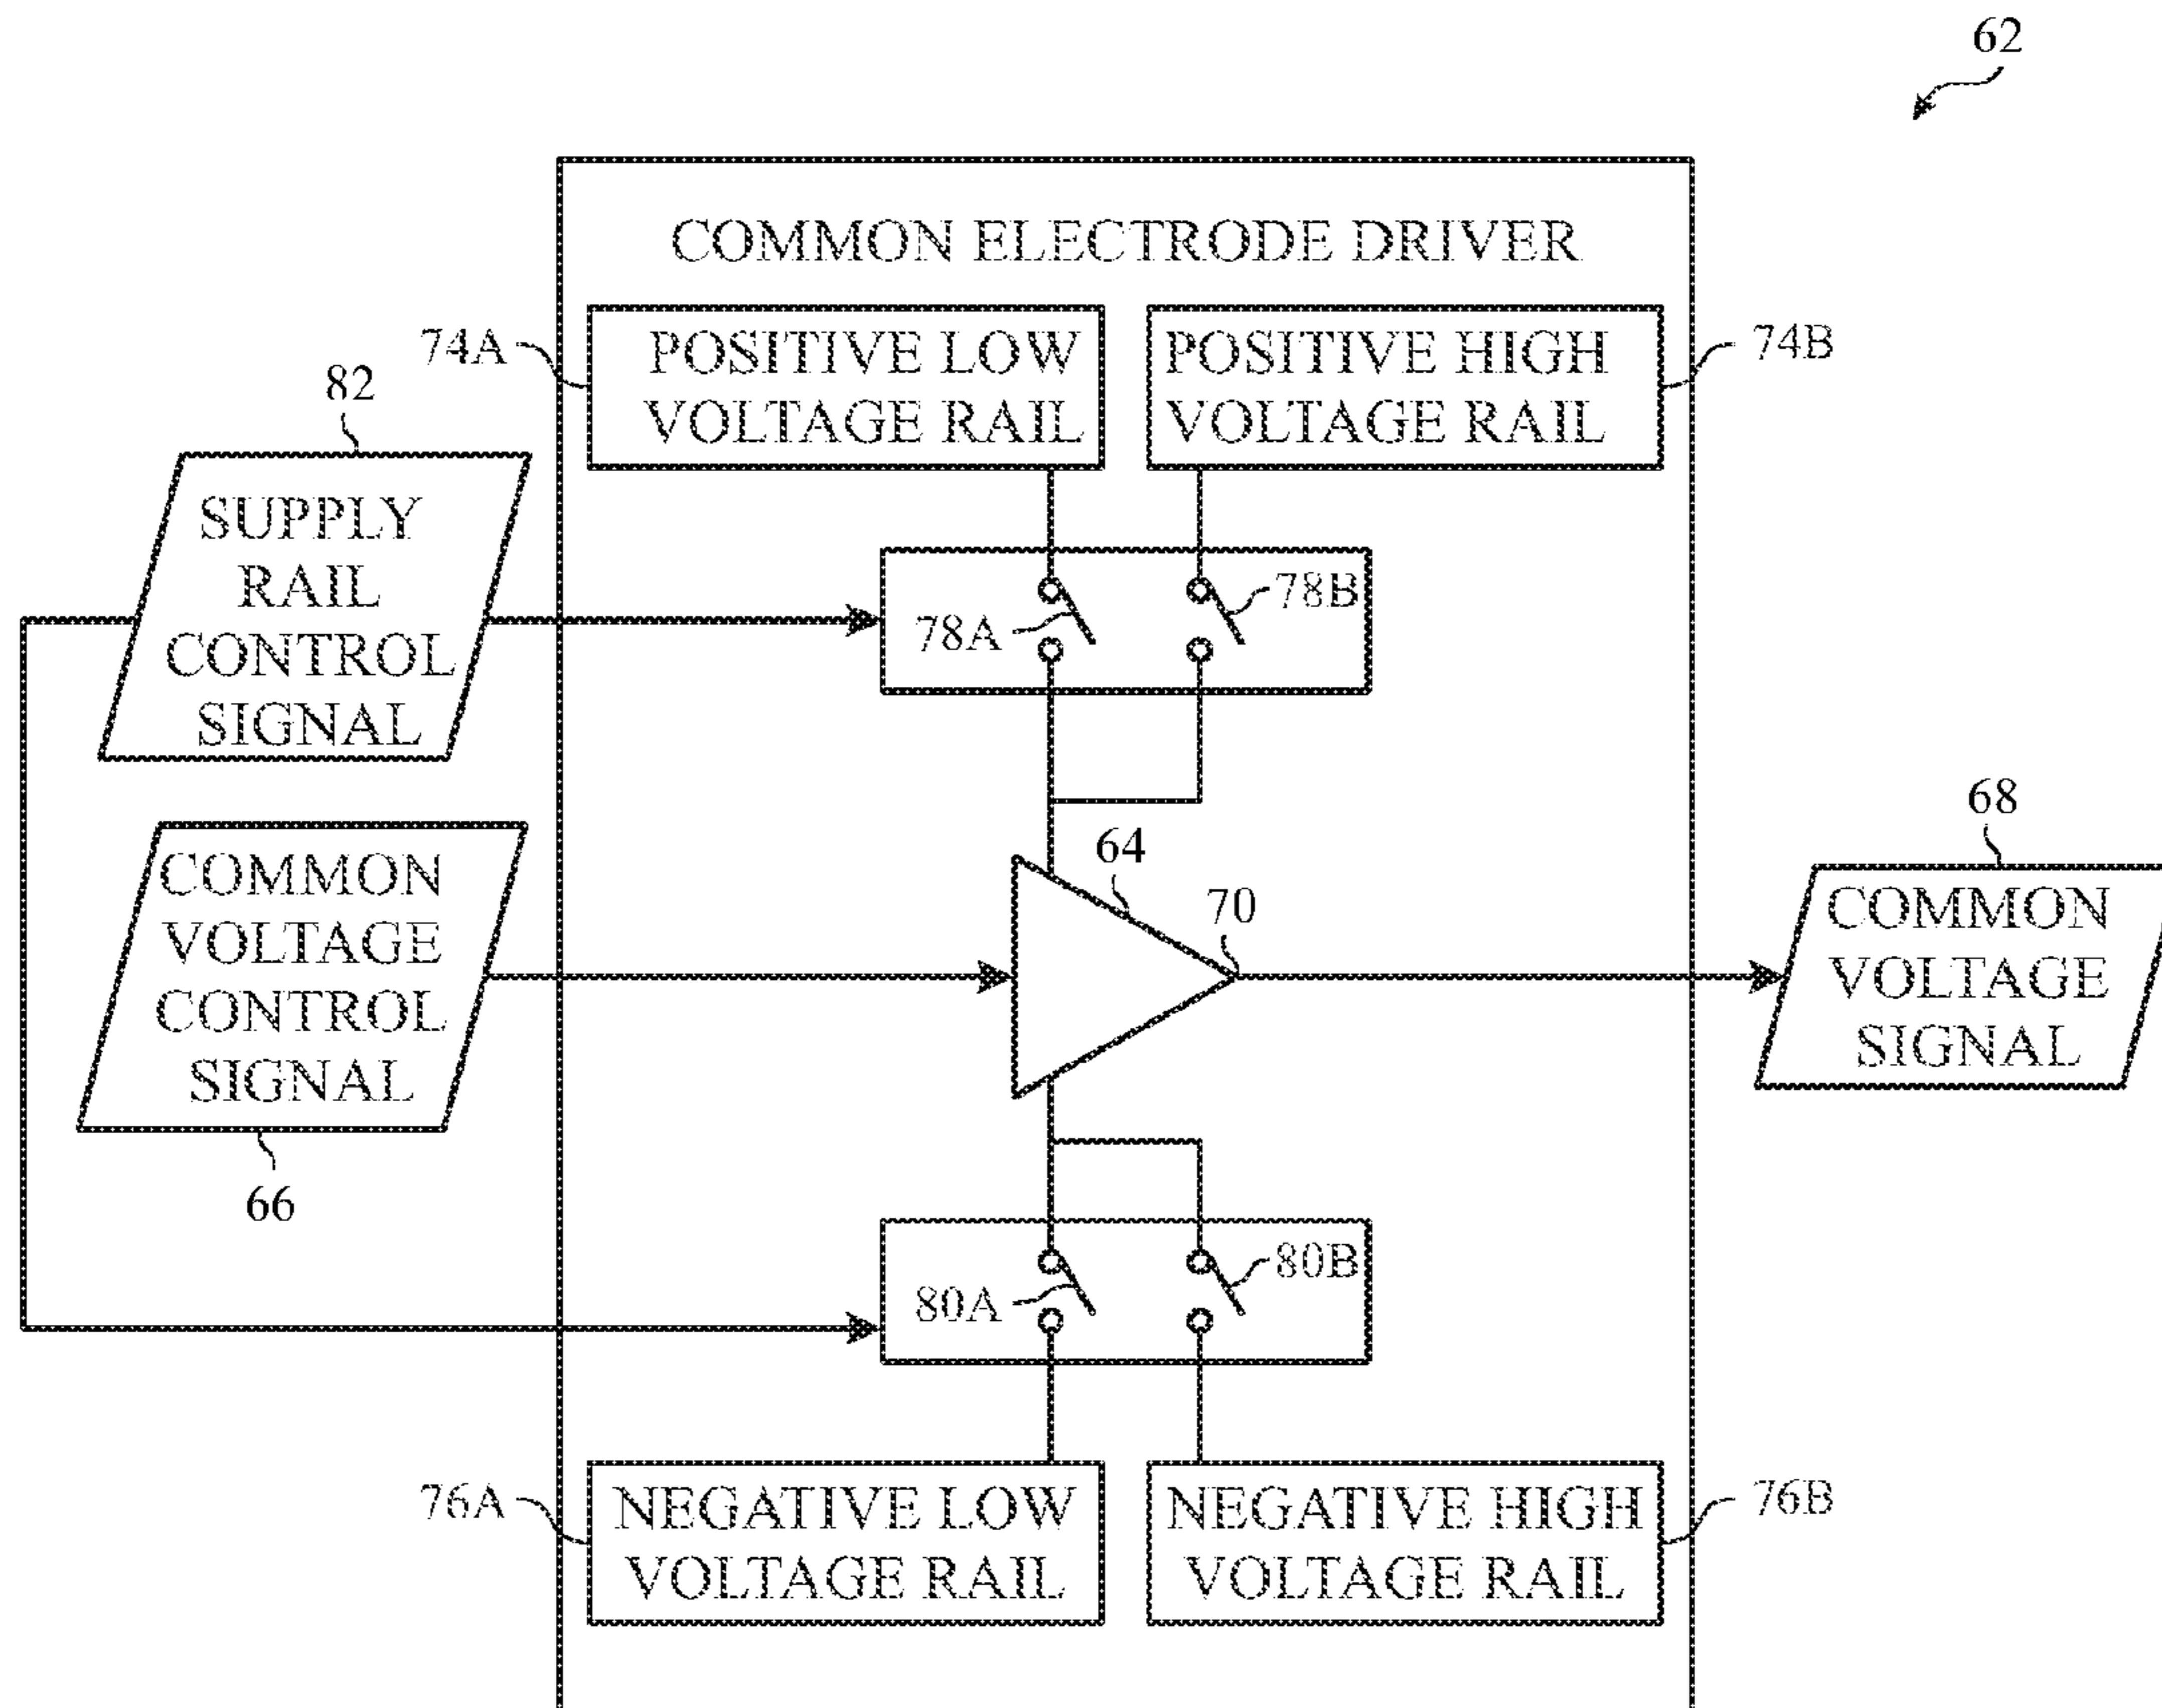 62
COMMON ELECTRODE DRIVER
74A
POSITIVE LOW
VOLTAGE RAIL
POSITIVE HIGH
VOLTAGE RAIL
74B
82
SUPPLY
RAIL
CONTROL
SIGNAL
78A
78B
COMMON
VOLTAGE
CONTROL
SIGNAL
66
64
70
68
COMMON
VOLTAGE
SIGNAL
80A
80B
76A
NEGATIVE LOW
VOLTAGE RAIL
NEGATIVE HIGH
VOLTAGE RAIL
76B